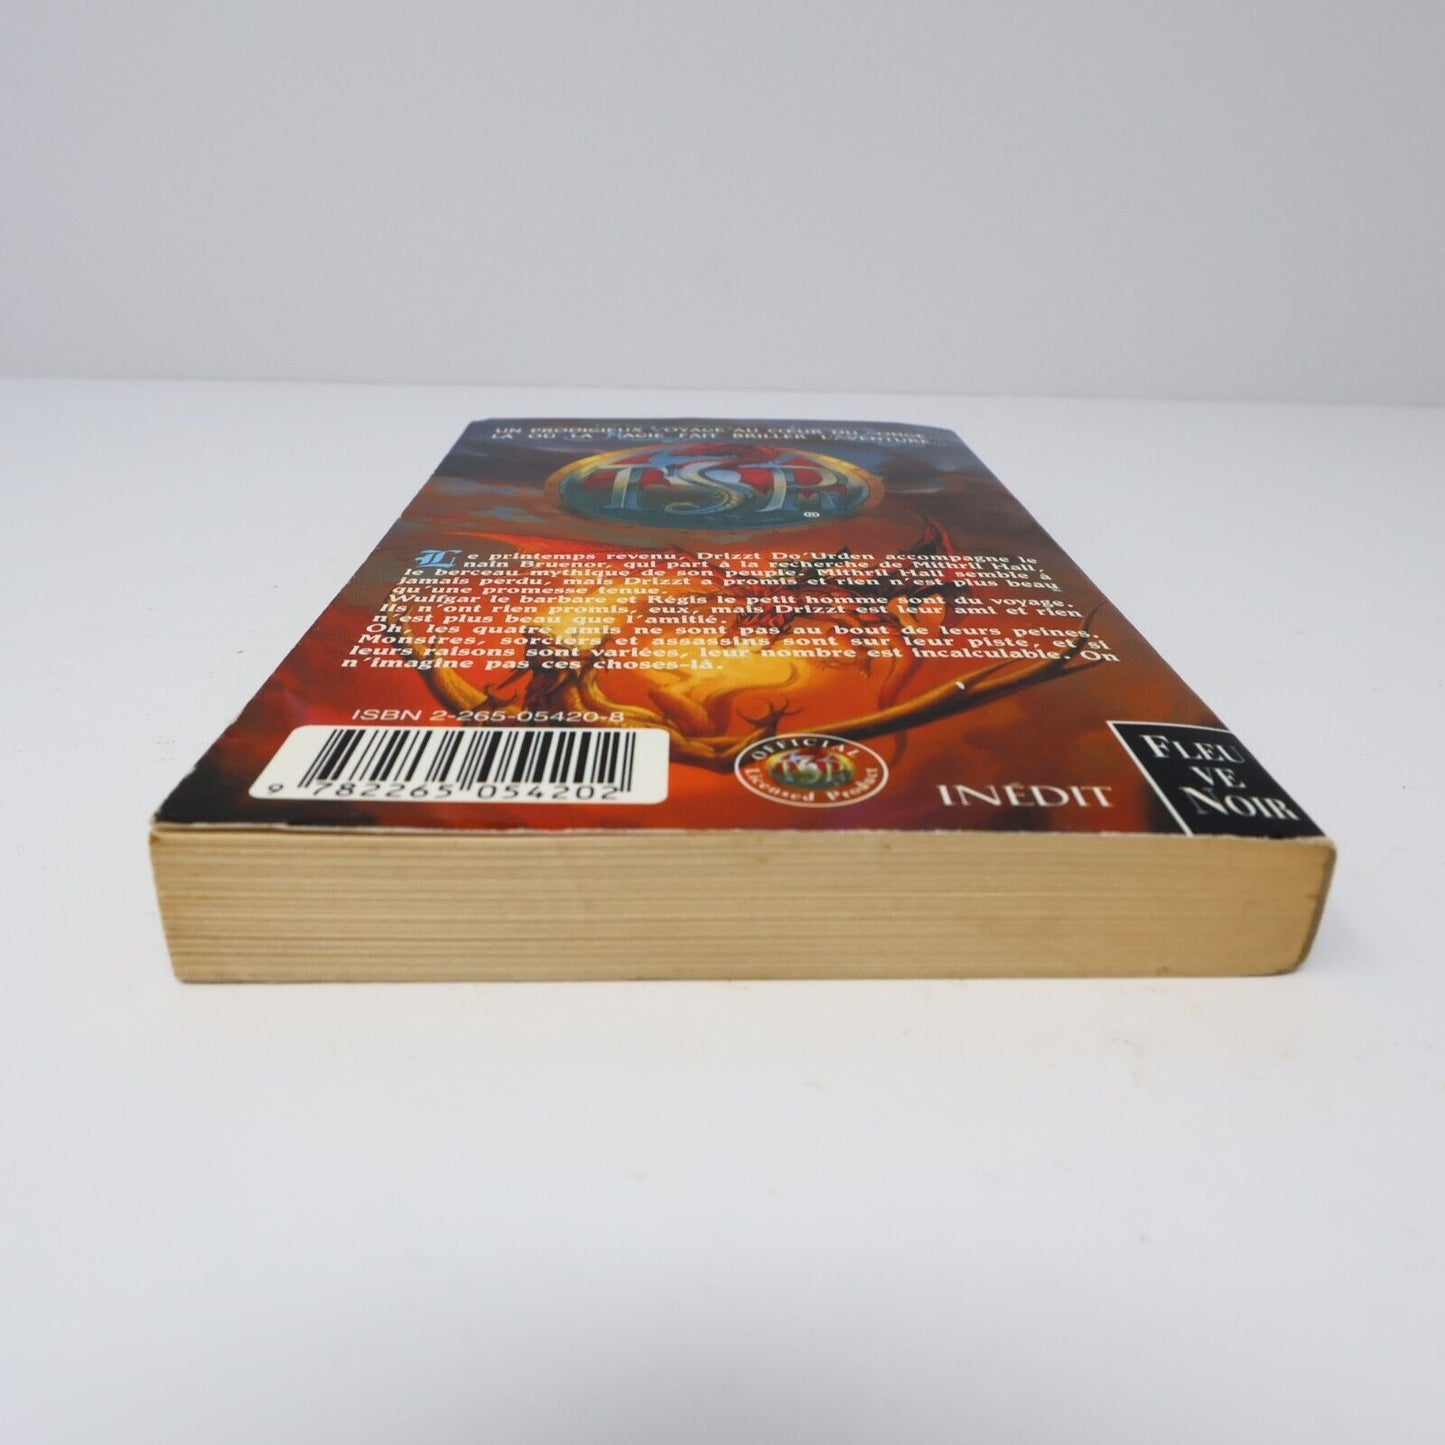 UN PRODIGIEUX VOYAGE AU CŒUR DU SONGE...
LÀ OÙ LA MAGIE FAIT BRILLER L'AVENTURE...
TSR®
Le printemps revenu, Drizzt Do'Urden accompagne le
nain Bruenor, qui part à la recherche de Mithril Hall,
le berceau mythique de son peuple. Mithril Hall semble à
jamais perdu, mais Drizzt a promis et rien n'est plus beau
qu'une promesse tenue.
Wulfgar le barbare et Régis le petit homme sont du voyage.
Ils n'ont rien promis, eux, mais Drizzt est leur ami et rien
n'est plus beau que l'amitié.
Oh, les quatre amis ne sont pas au bout de leurs peines.
Monstres, sorciers et assassins sont sur leur piste, et si
leurs raisons sont variées, leur nombre est incalculable. On
n'imagine pas ces choses-là.
ISBN 2-265-05420-8
9 782265 054202
OFFICIAL
TSR
Licensed Product
INÉDIT
FLEU
VE
NOIR